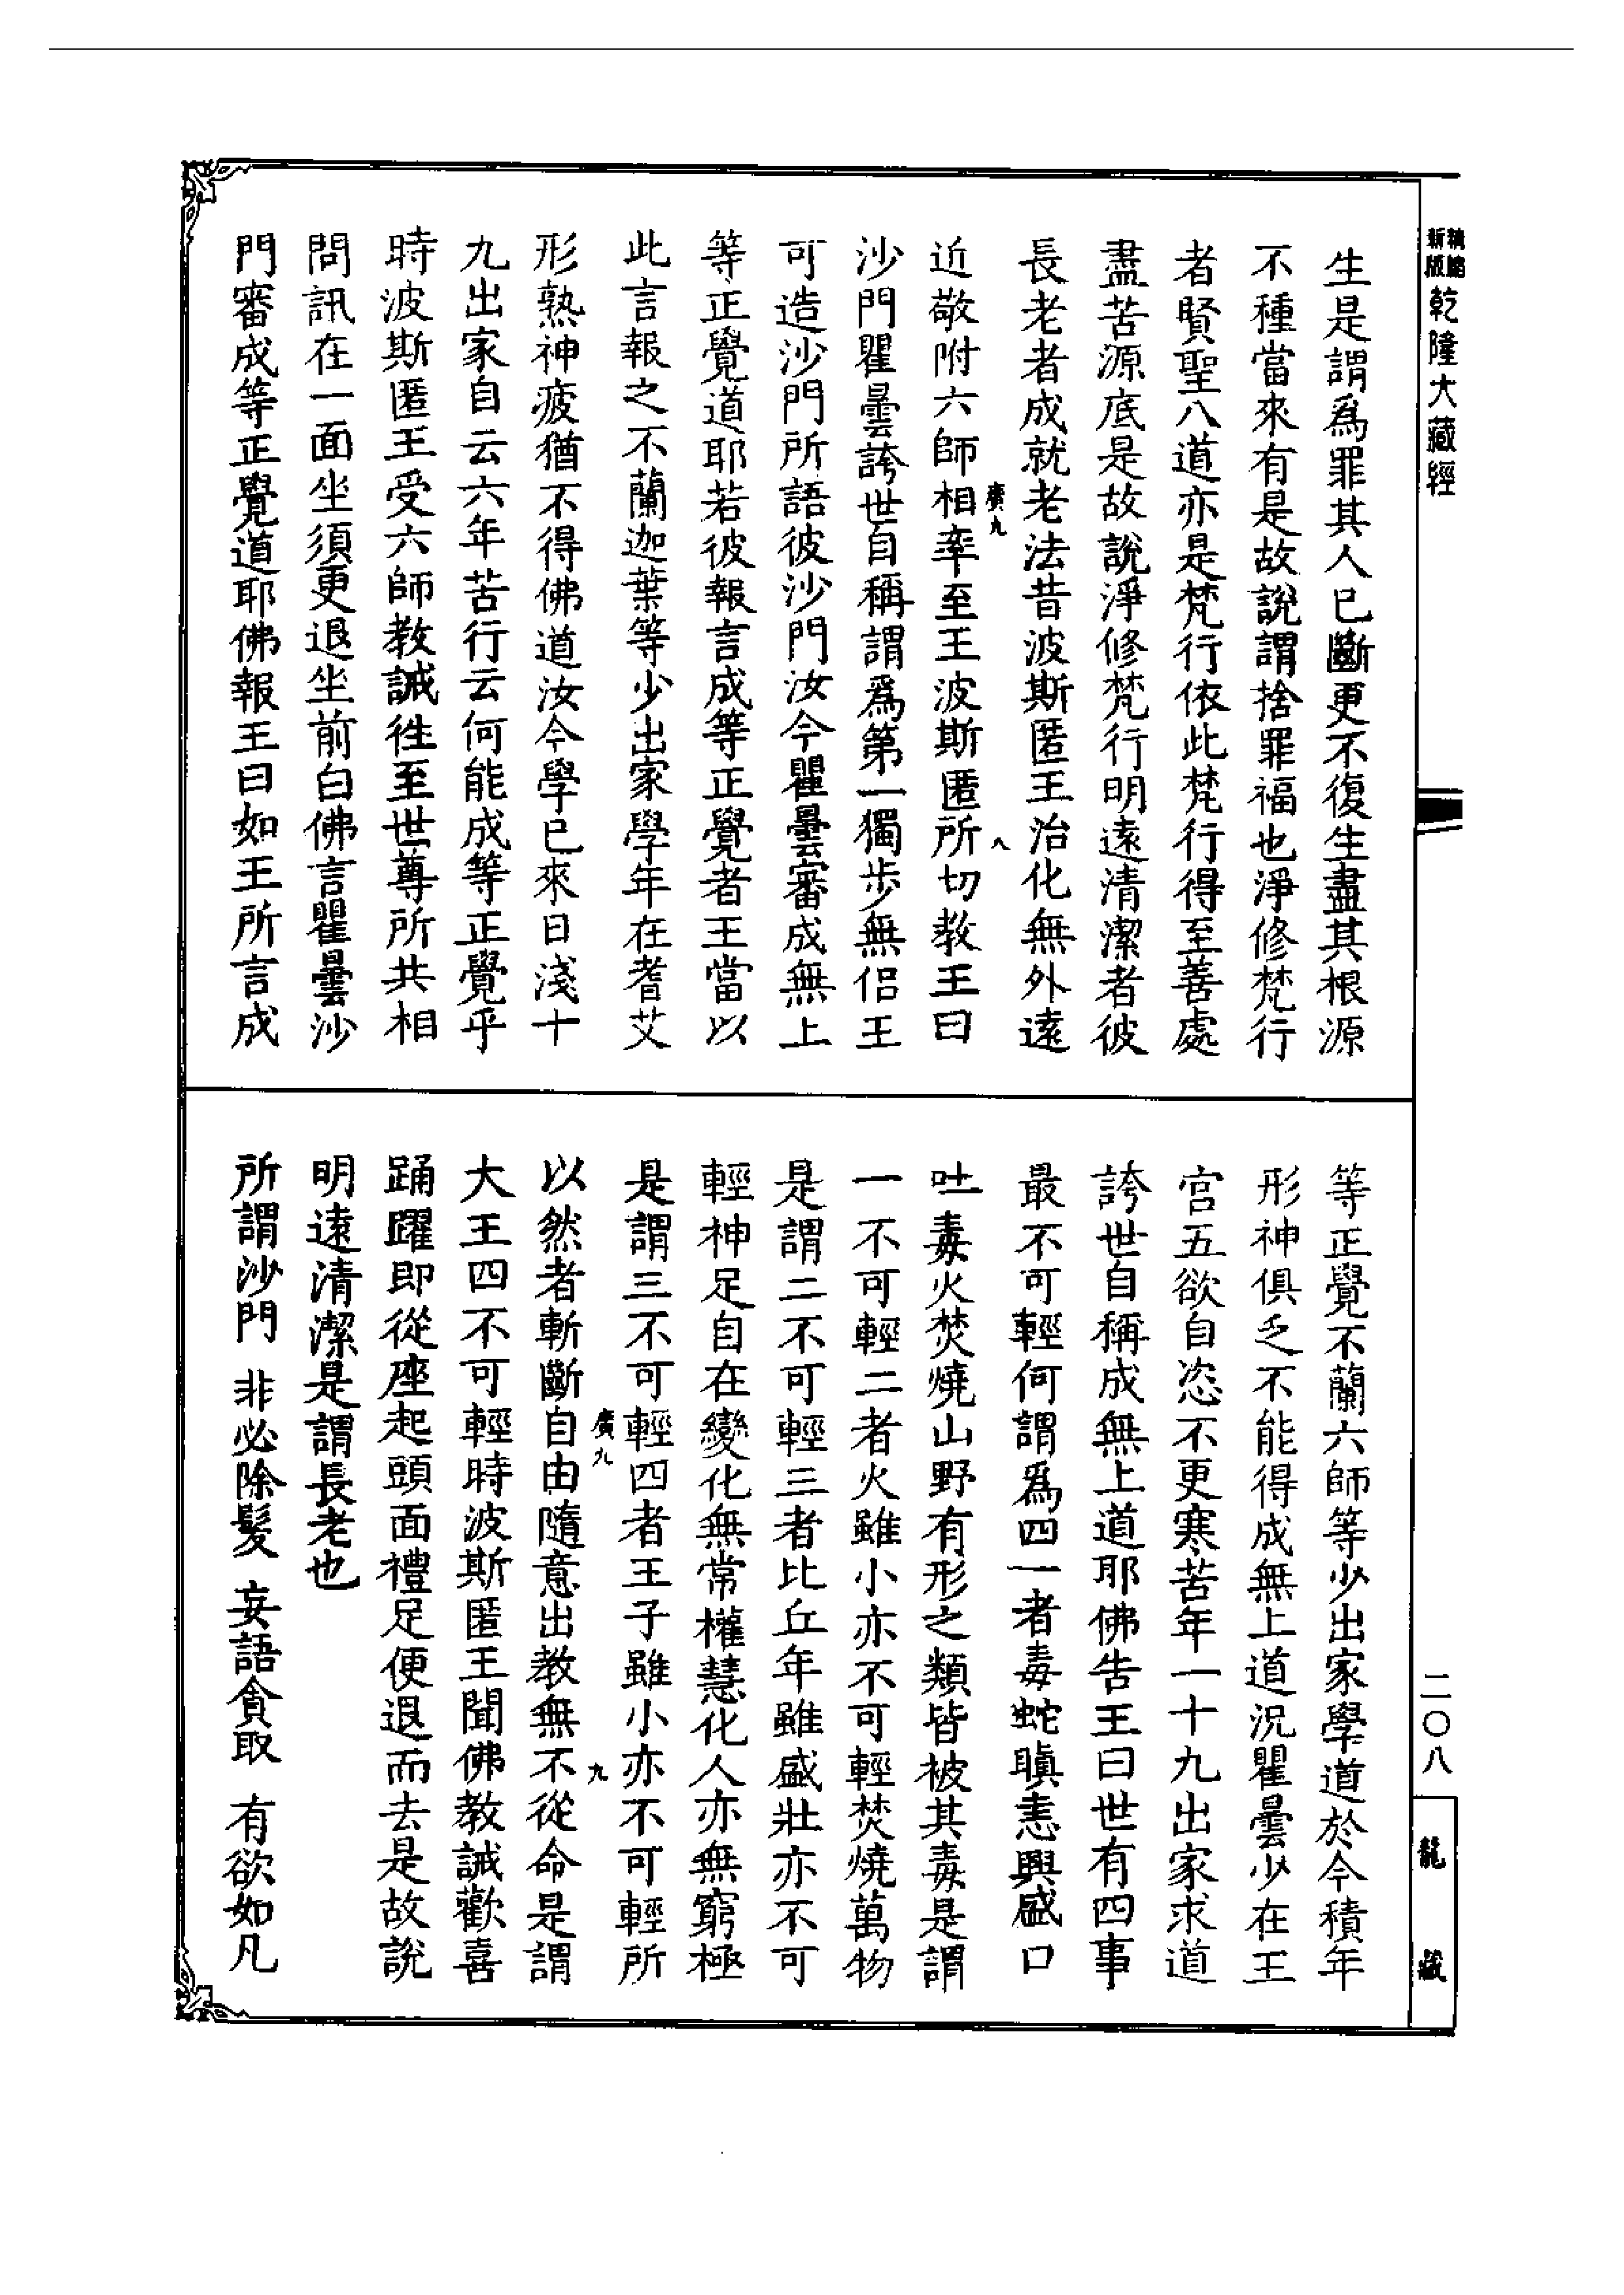 精縮新版乾隆大藏經
生是謂爲罪其人已斷更不復生盡其根源
不種當來有是故說謂捨罪福也淨修梵行
者賢聖八道亦是梵行依此梵行得至善處
盡苦源底是故說淨修梵行明遠清潔者彼
長老者成就老法昔波斯匿王治化無外遠
廣九
八
近敬附六師相率至王波斯匿所切教王曰
沙門瞿曇誇世自稱謂爲第一獨步無侶王
可造沙門所語彼沙門汝今瞿曇審成無上
等正覺道耶若彼報言成等正覺者王當以
此言報之不蘭迦葉等少出家學年在耆艾
形熟神疲猶不得佛道汝今學已來日淺十
九出家自云六年苦行云何能成等正覺乎
時波斯匿王受六師教誡往至世尊所共相
問訊在一面坐須更退坐前白佛言瞿曇沙
門審成等正覺道耶佛報王曰如王所言成
等正覺不蘭六師等少出家學道於今積年
形神俱乏不能得成無上道況瞿曇少在王
宮五欲自恣不更寒苦年一十九出家求道
誇世自稱成無上道耶佛告王曰世有四事
最不可輕何謂爲四一者毒蛇瞋恚興盛口
吐毒火焚燒山野有形之類皆被其毒是謂
一不可輕二者火雖小亦不可輕焚燒萬物
是謂二不可輕三者比丘年雖盛壯亦不可
輕神足自在變化無常權慧化人亦無窮極
是謂三不可輕四者王子雖小亦不可輕所
廣九
九
以然者斬斷自由隨意出教無不從命是謂
大王四不可輕時波斯匿王聞佛教誡歡喜
踊躍即從座起頭面禮足便退而去是故說
明遠清潔是謂長老也
所謂沙門 非必除髮 妄語貪取 有欲如凡
二〇八
龍藏